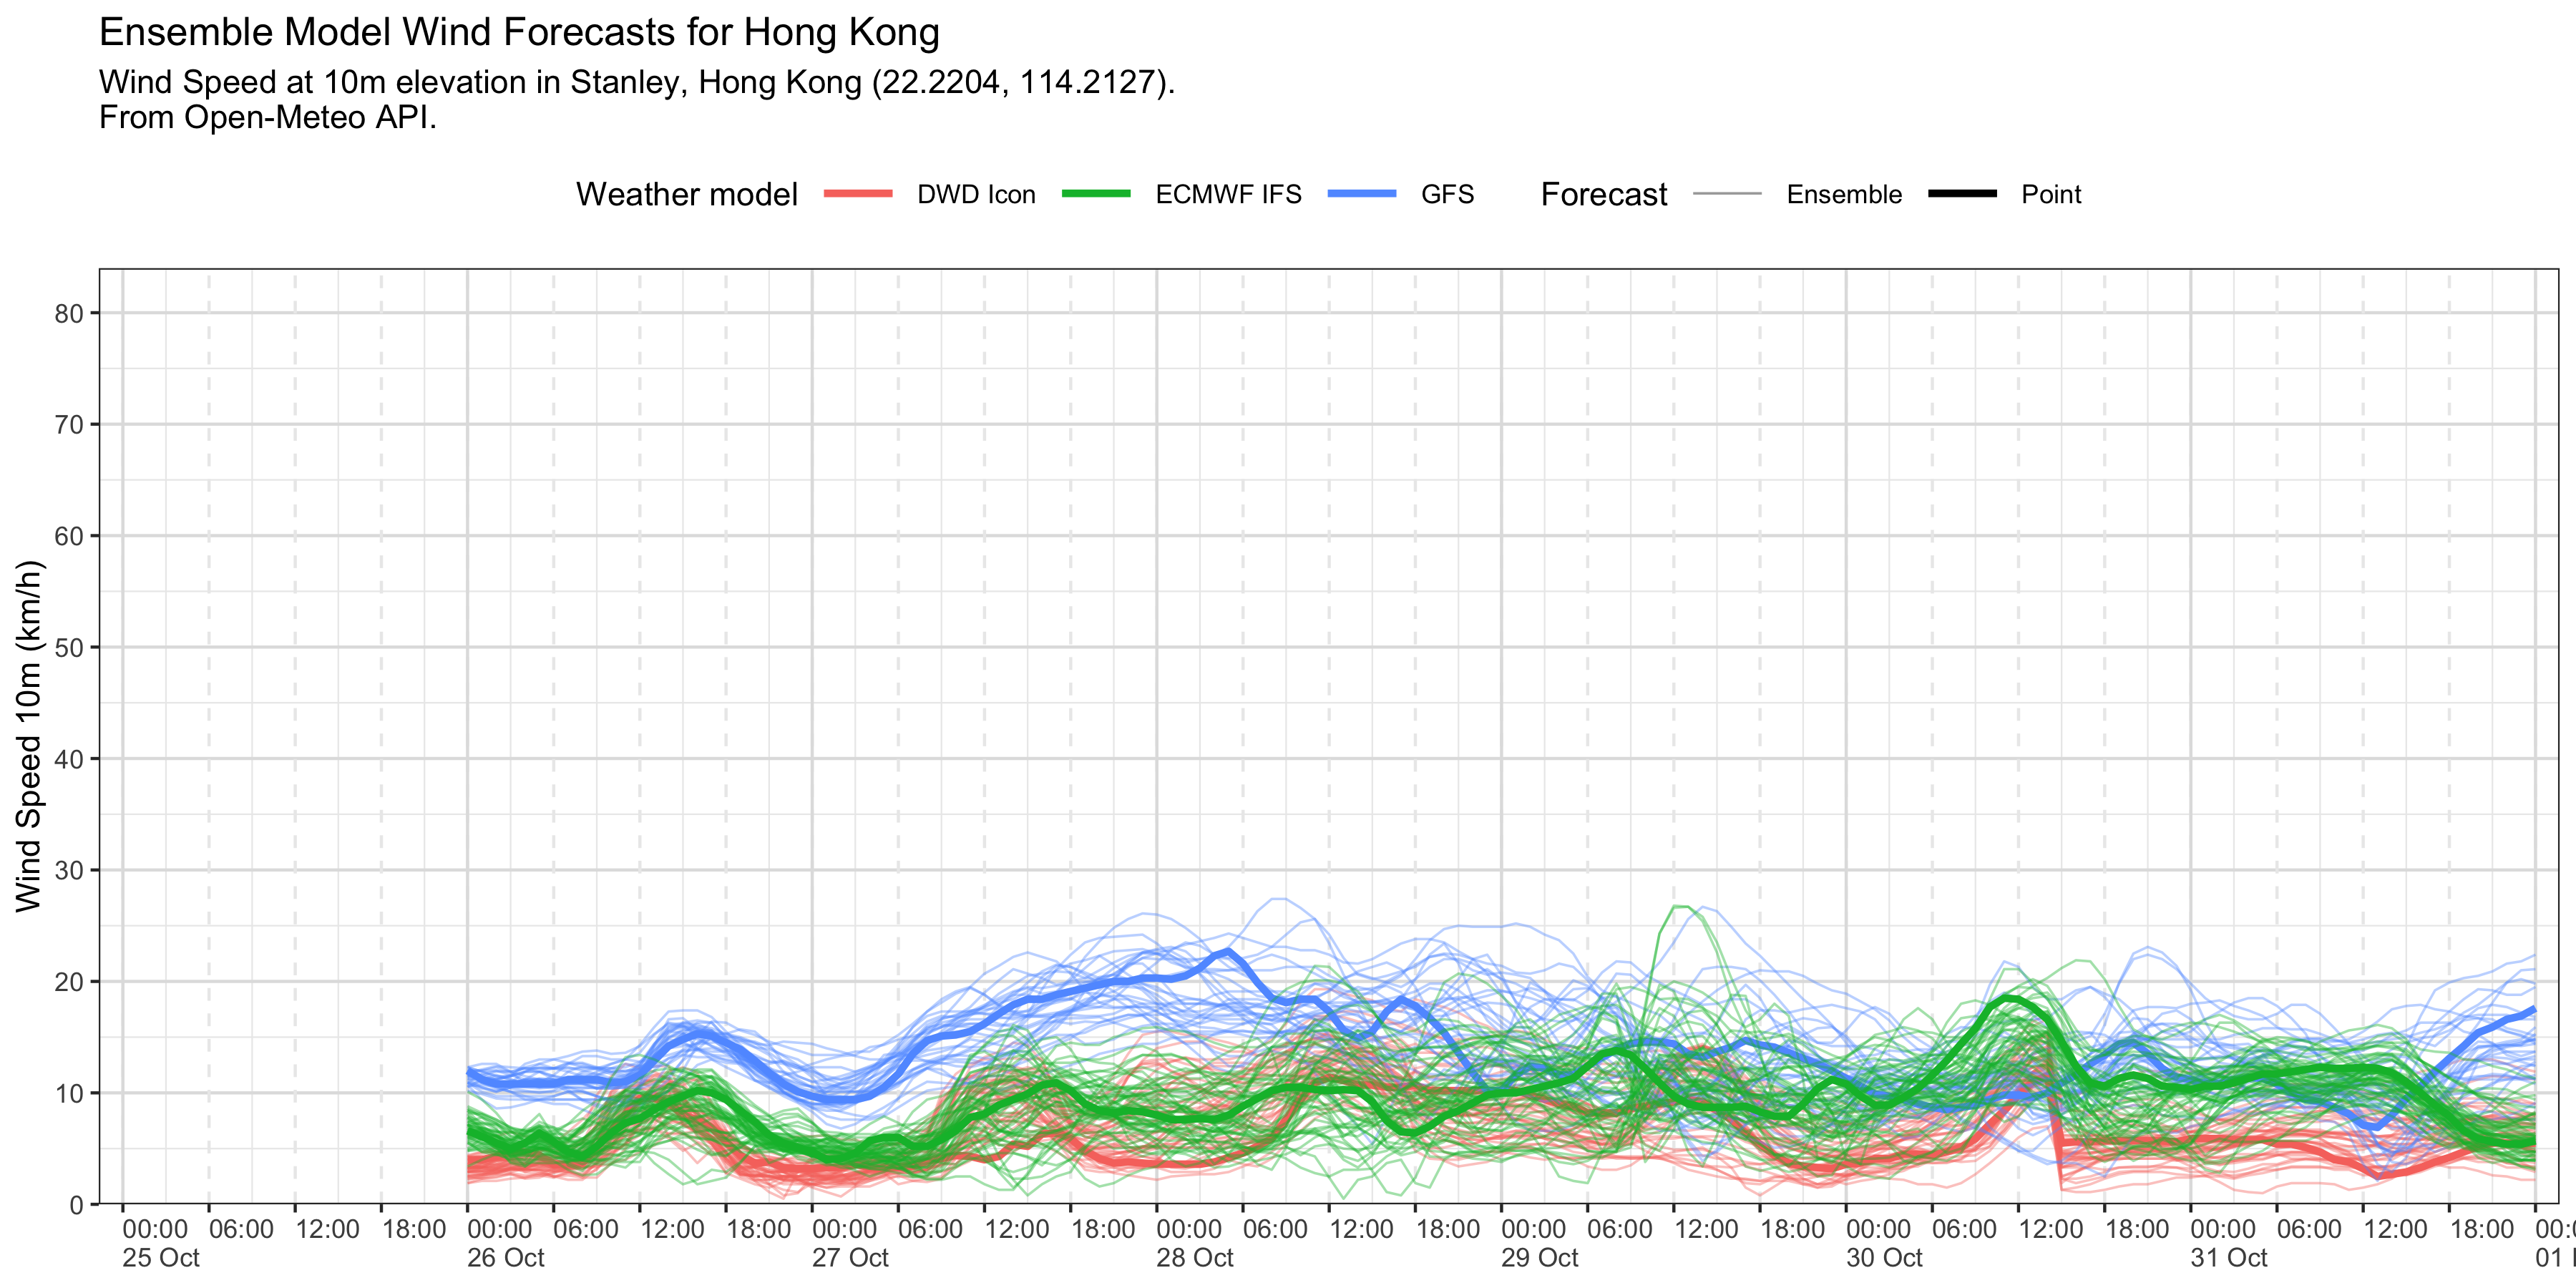 Ensemble Model Wind Forecasts for Hong Kong
Wind Speed at 10m elevation in Stanley, Hong Kong (22.2204, 114.2127).
From Open-Meteo API.
Weather model DWD Icon ECMWF IFS GFS Forecast Ensemble Point
Wind Speed 10m (km/h)
80
70
60
50
40
30
20
10
0
00:00 06:00 12:00 18:00 00:00 06:00 12:00 18:00 00:00 06:00 12:00 18:00 00:00 06:00 12:00 18:00 00:00 06:00 12:00 18:00 00:00 06:00 12:00 18:00 00:00 06:00 12:00 18:00
25 Oct 26 Oct 27 Oct 28 Oct 29 Oct 30 Oct 31 Oct 01